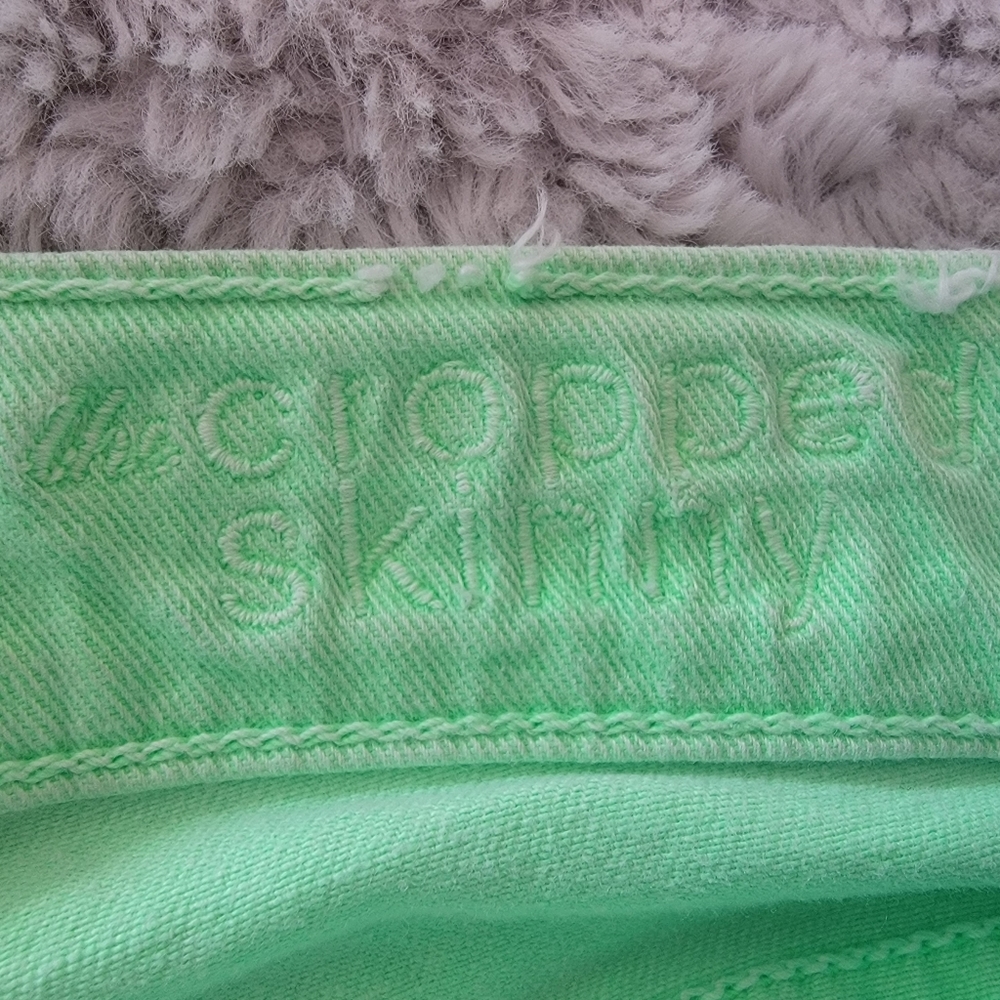 the cropped
skinny